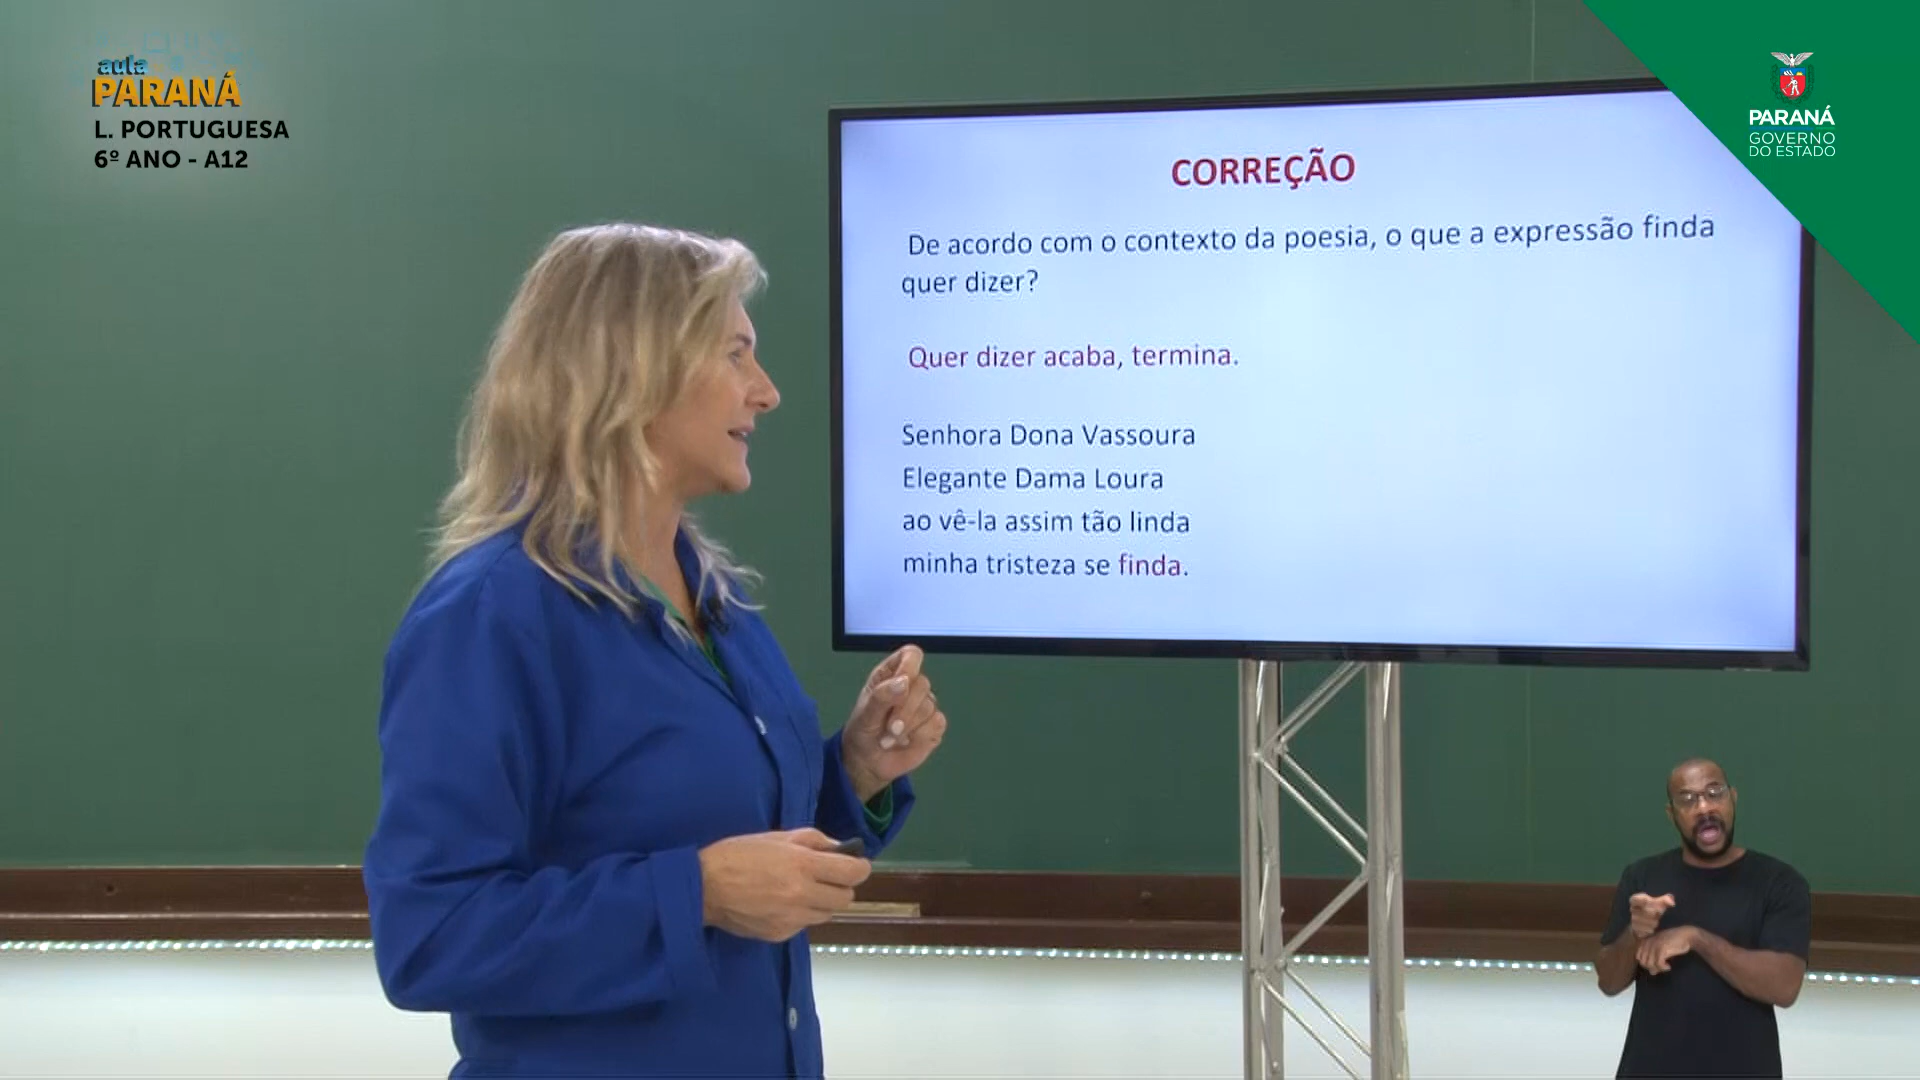 aula
PARANÁ
L. PORTUGUESA
6º ANO - A12
PARANÁ
GOVERNO
DO ESTADO
CORREÇÃO
De acordo com o contexto da poesia, o que a expressão finda
quer dizer?
Quer dizer acaba, termina.
Senhora Dona Vassoura
Elegante Dama Loura
ao vê-la assim tão linda
minha tristeza se finda.